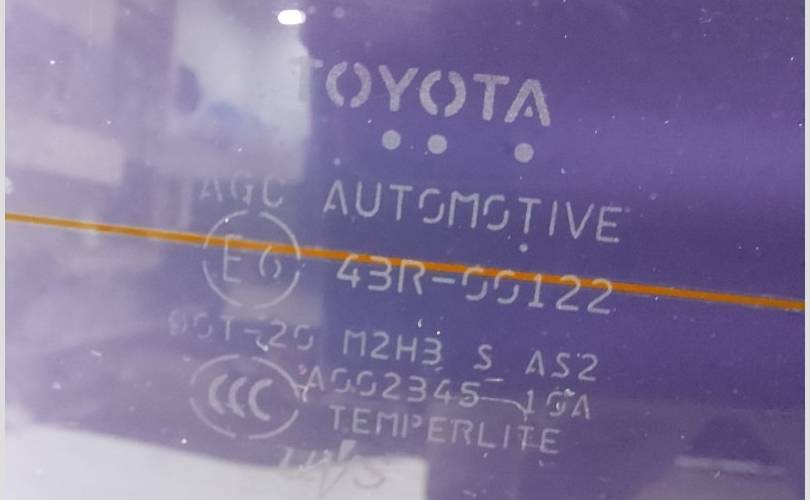 TOYOTA
AGC AUTOMOTIVE
E6 43R-00122
DOT-20 M2H3 S AS2
CCC A002345-10A
TEMPERLITE